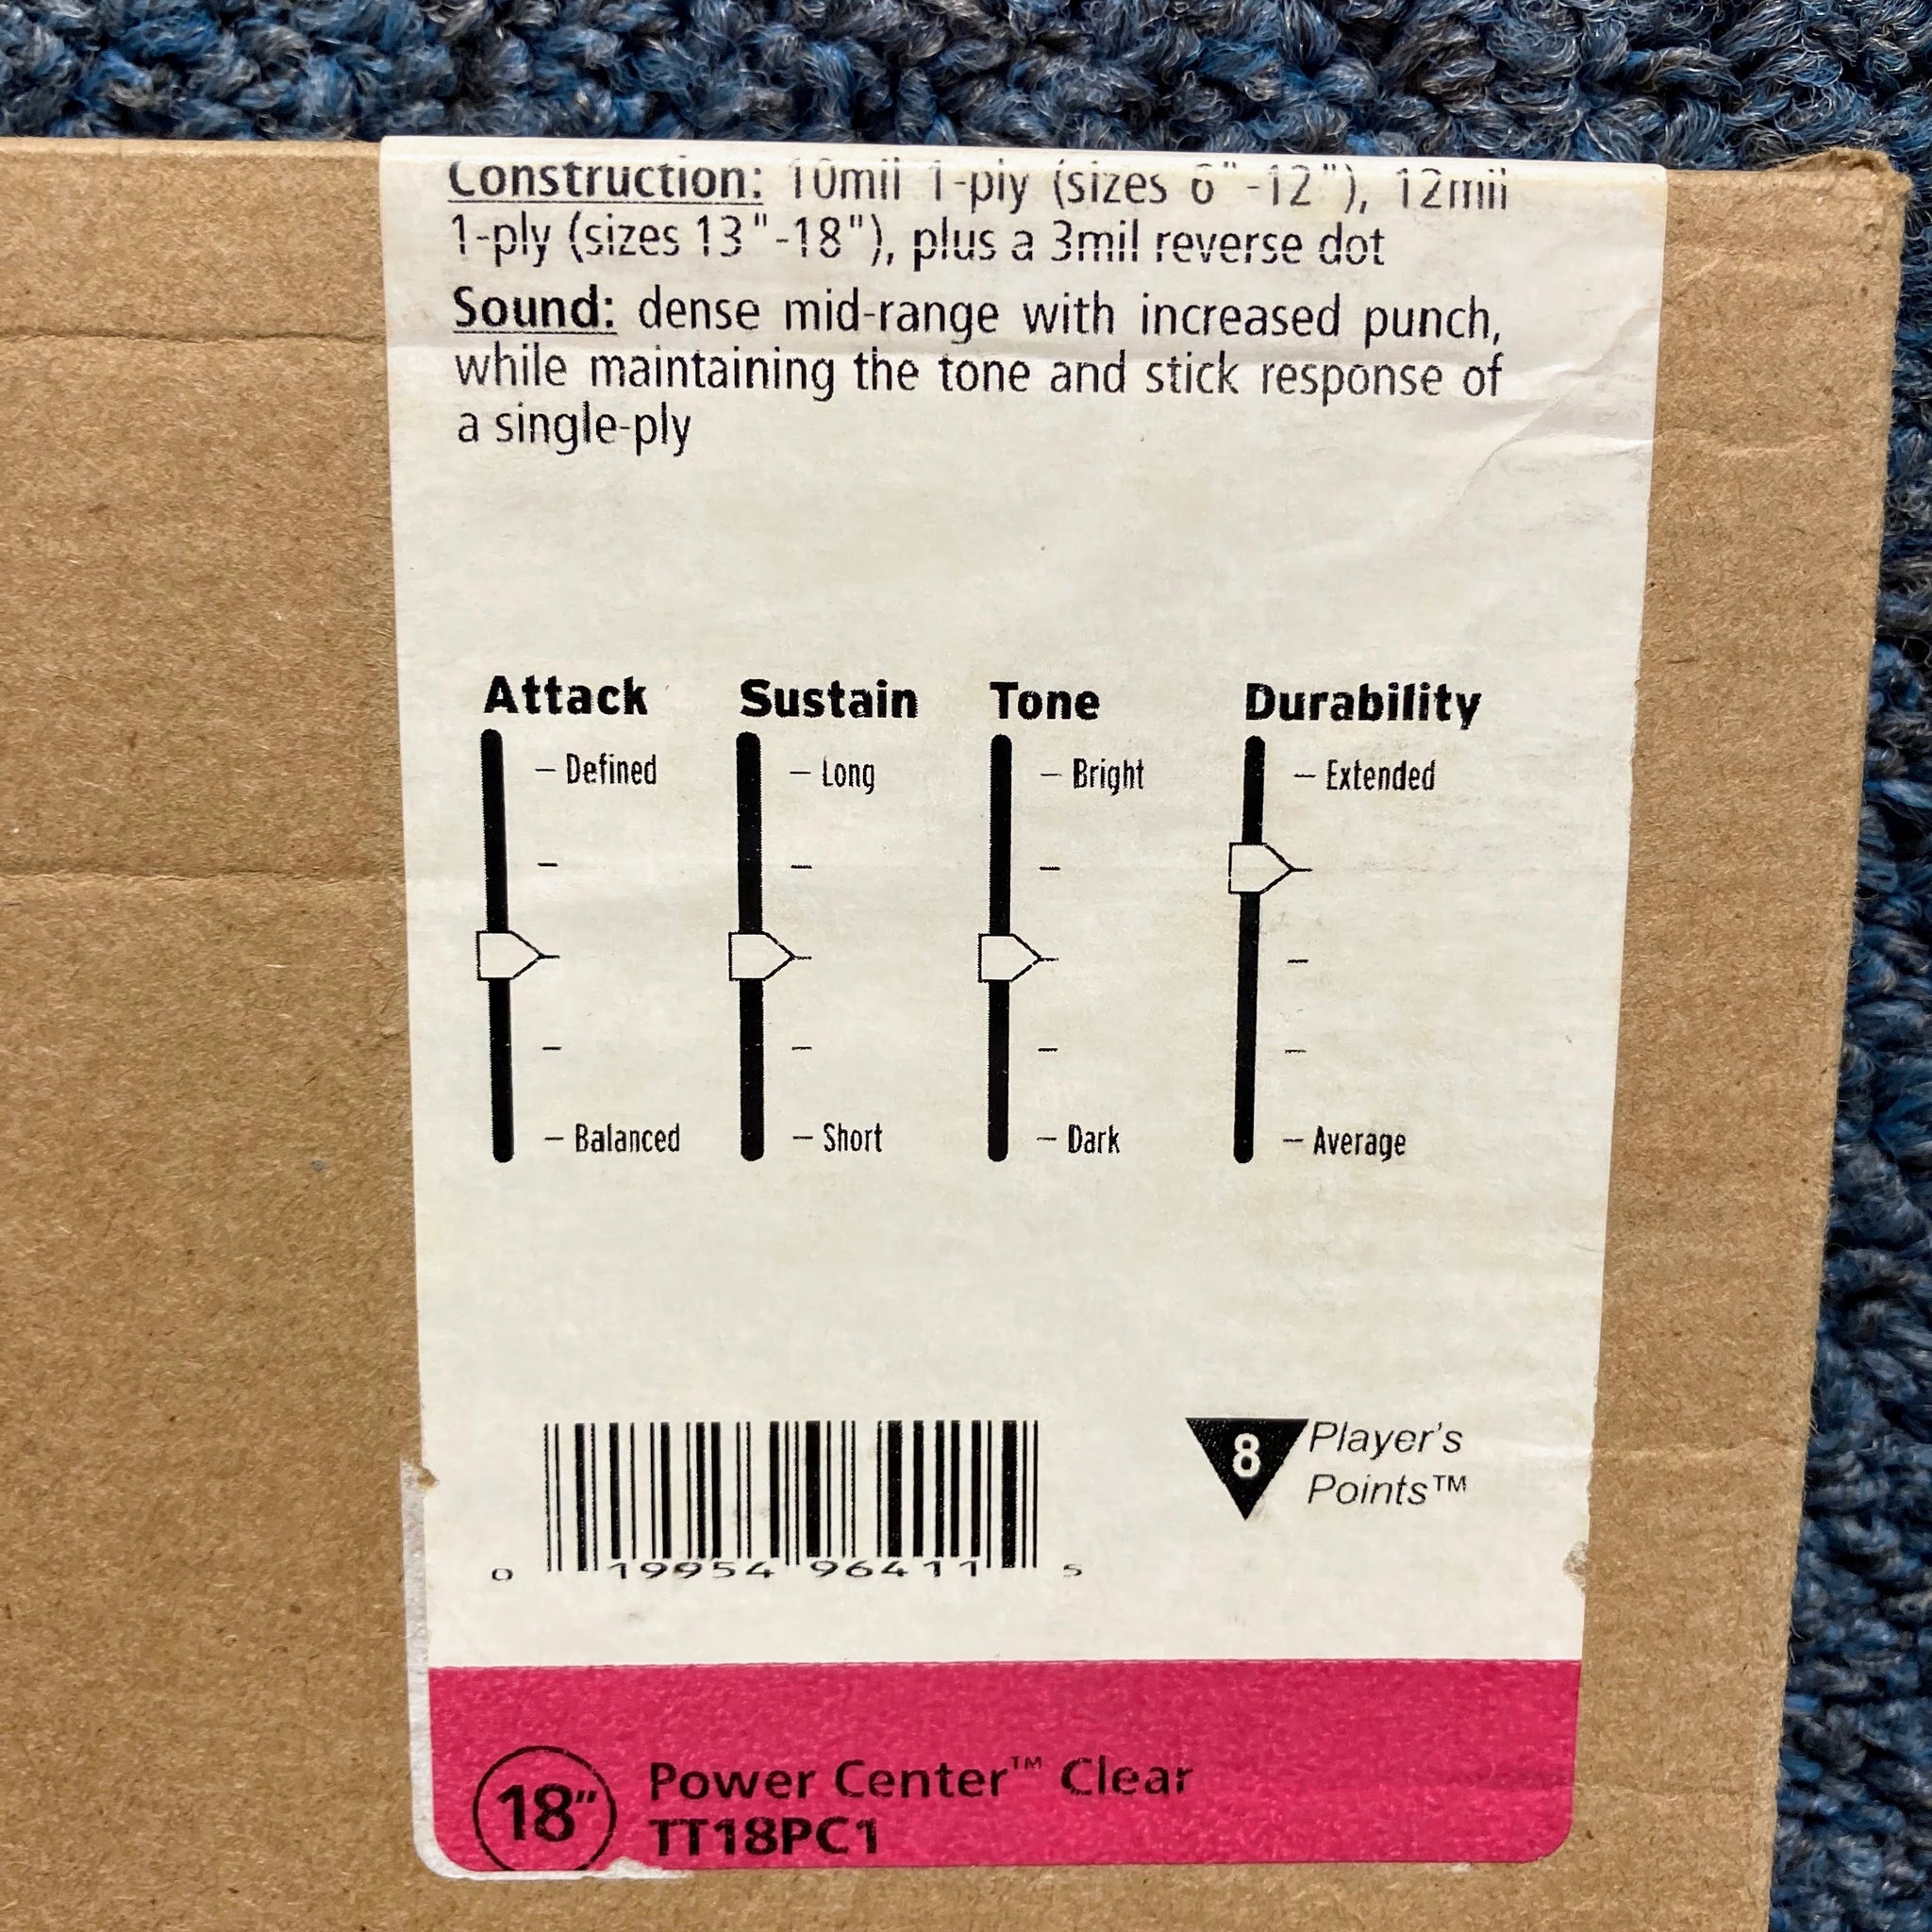 Construction: 10mil 1-ply (sizes 6"-12"), 12mil
1-ply (sizes 13"-18"), plus a 3mil reverse dot
Sound: dense mid-range with increased punch,
while maintaining the tone and stick response of
a single-ply
Attack Sustain Tone Durability
– Defined – Long – Bright – Extended
– Balanced – Short – Dark – Average
8 Player's
Points™
0 19954 96411 5
18" Power Center™ Clear
TT18PC1